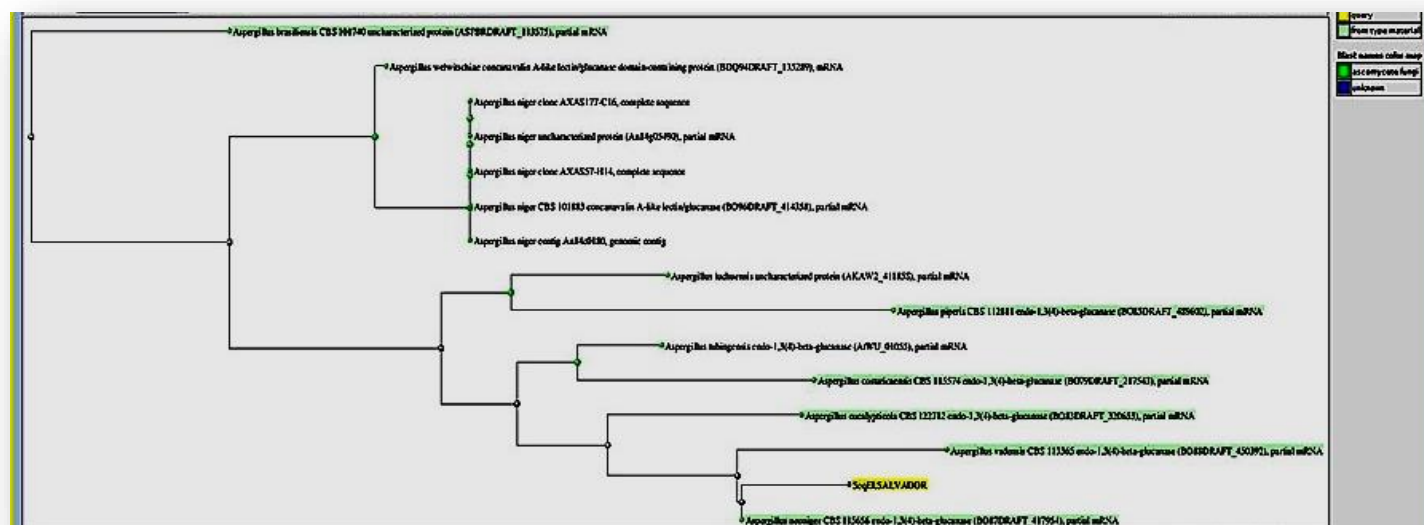 Aspergillus brasiliensis CBS 101740 uncharacterized protein (ASPBRDRAFT_113575), partial mRNA
query
from type material
Blast names color map
ascomycete fungi
unknown
Aspergillus welwitschiae concanavalin A-like lectin/glucanase domain-containing protein (BDQ94DRAFT_135289), mRNA
Aspergillus niger clone AXAS177-C16, complete sequence
Aspergillus niger uncharacterized protein (An14g05490), partial mRNA
Aspergillus niger clone AXAS57-H14, complete sequence
Aspergillus niger CBS 101883 concanavalin A-like lectin/glucanase (BO96DRAFT_414358), partial mRNA
Aspergillus niger contig An14c0180, genomic contig
Aspergillus luchuensis uncharacterized protein (AKAW2_41185S), partial mRNA
Aspergillus piperis CBS 112811 endo-1,3(4)-beta-glucanase partial mRNA
Aspergillus tubingensis endo-1,3(4)-beta-glucanase partial mRNA
Aspergillus costaricaensis CBS 115574 endo-1,3(4)-beta-glucanase (BO79DRAFT_217543), partial mRNA
Aspergillus eucalypticola CBS 122712 endo-1,3(4)-beta-glucanase (BO83DRAFT_320655), partial mRNA
Aspergillus vadensis CBS 113365 endo-1,3(4)-beta-glucanase (BO88DRAFT_450392), partial mRNA
SeqELSALVADOR
Aspergillus neoniger CBS 115656 endo-1,3(4)-beta-glucanase (BO87DRAFT_417954), partial mRNA